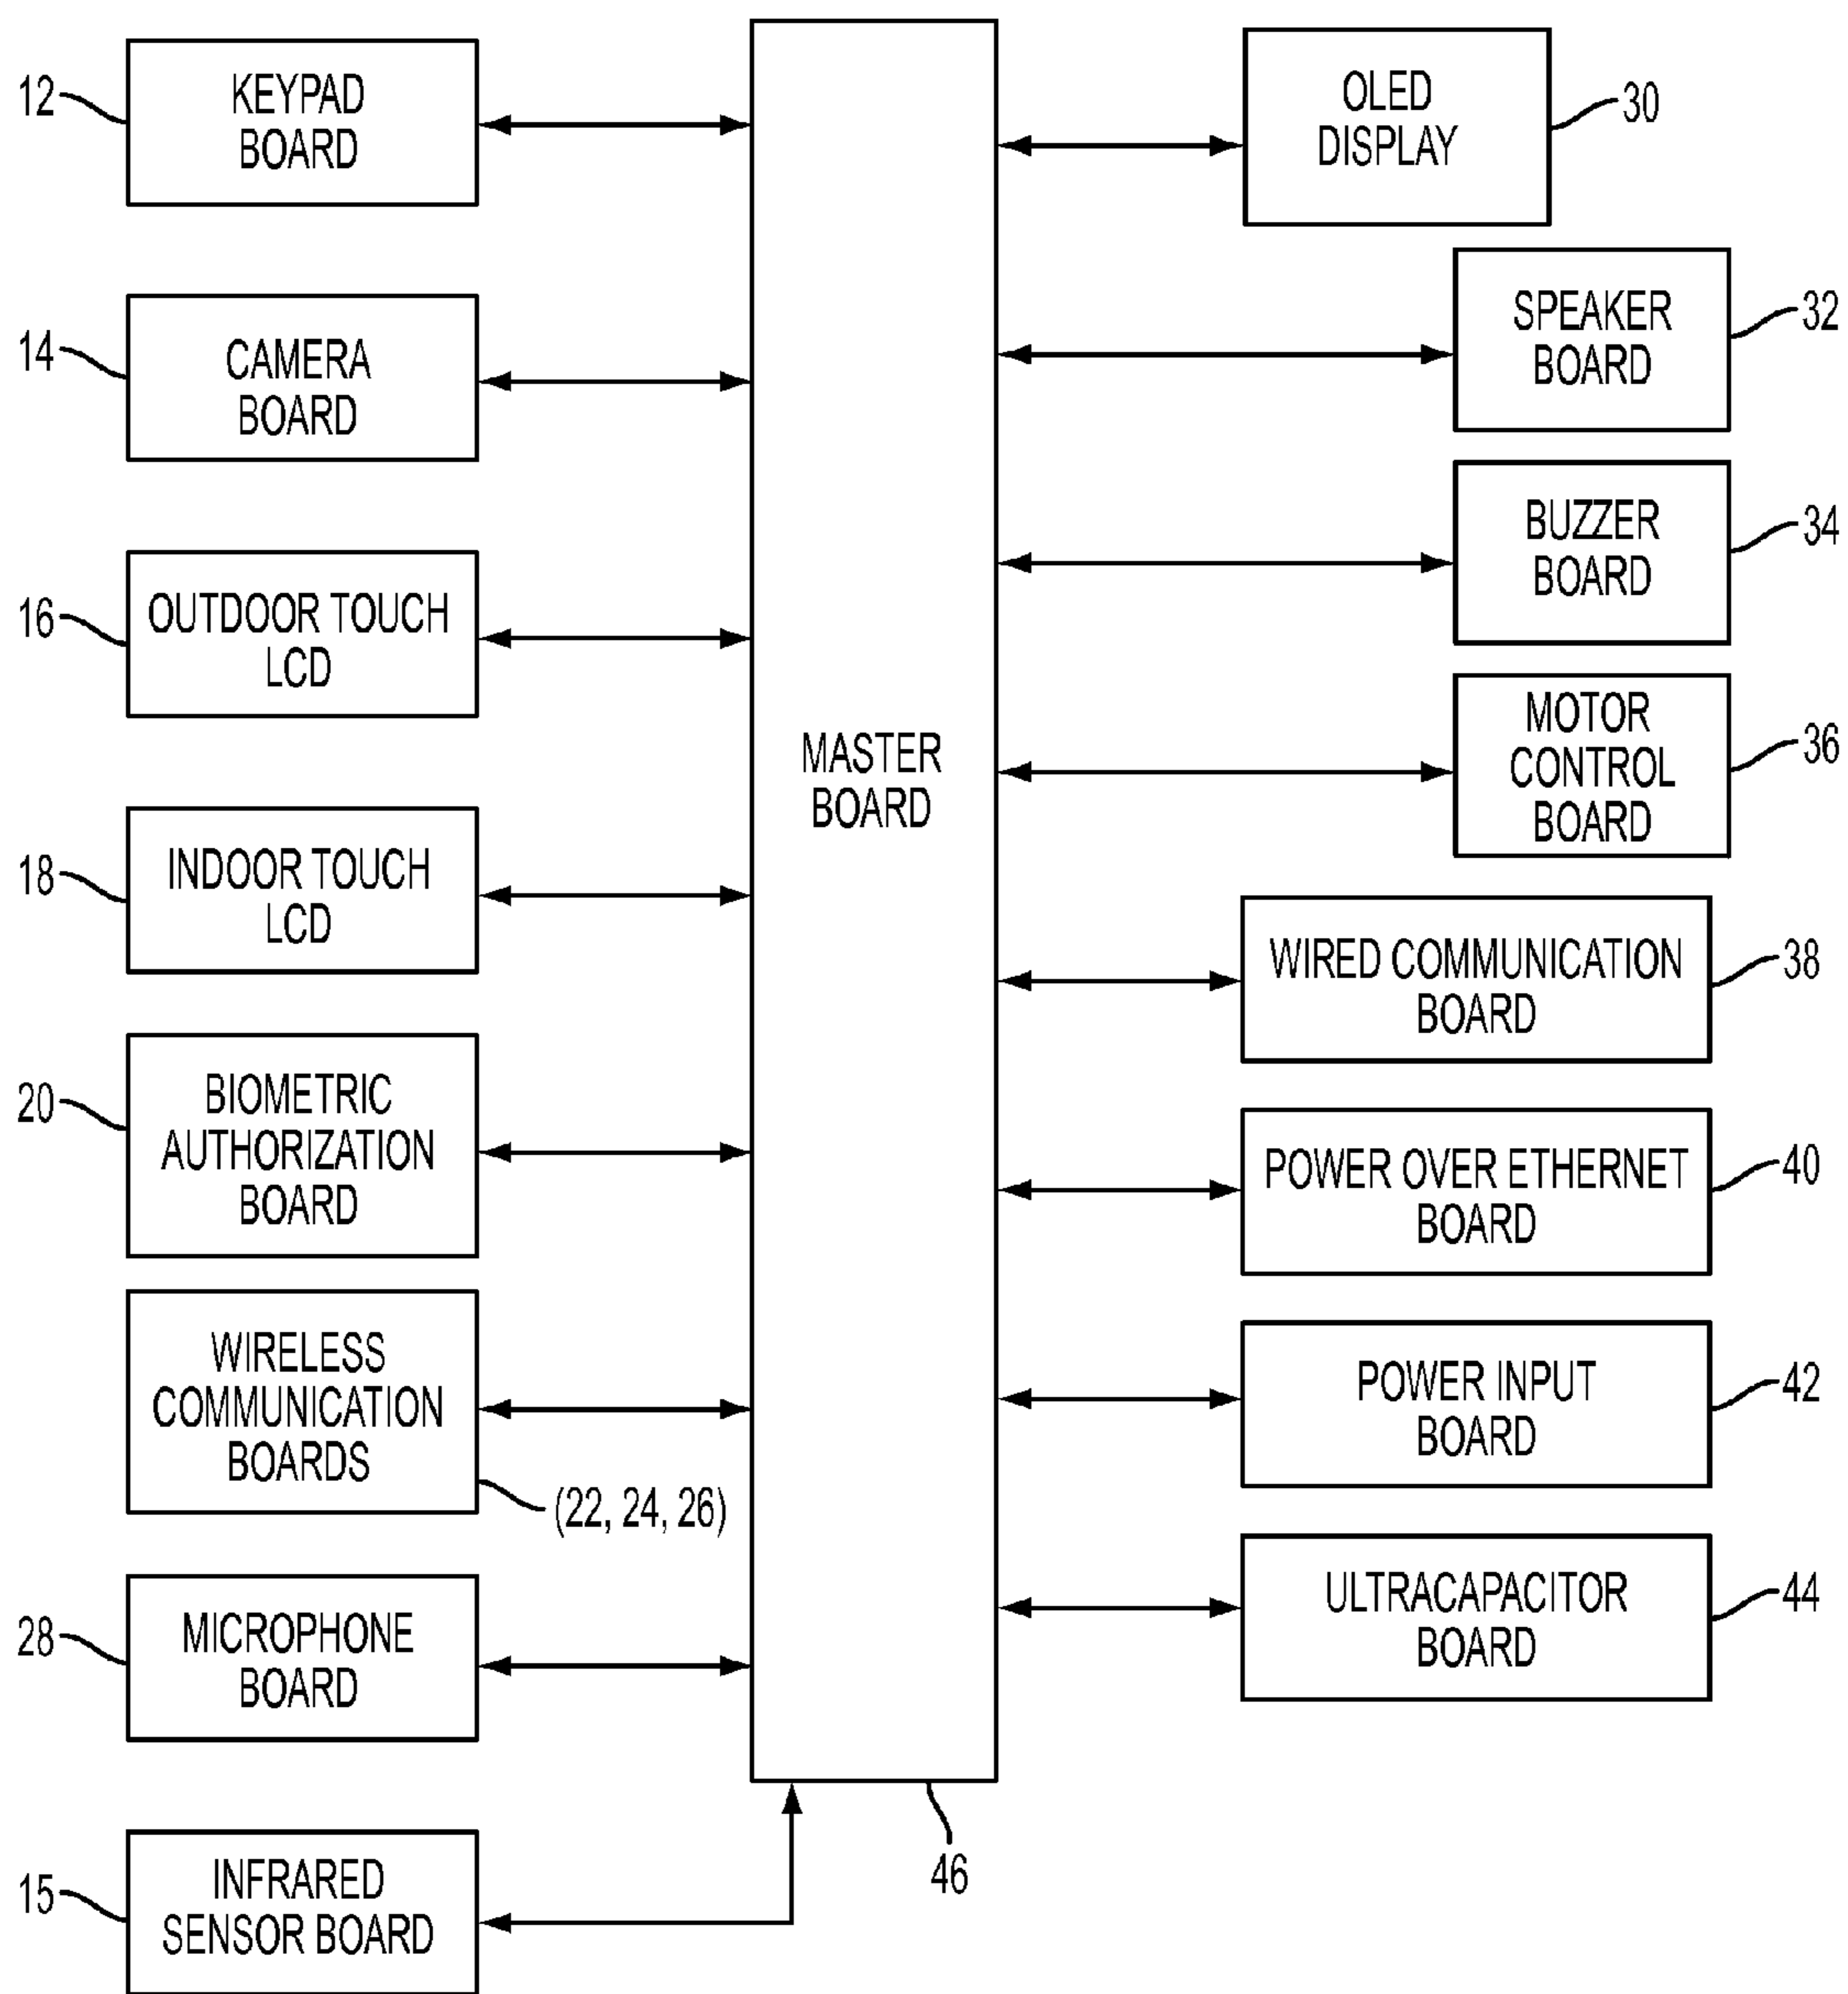 12
KEYPAD
BOARD
14
CAMERA
BOARD
16
OUTDOOR TOUCH
LCD
18
INDOOR TOUCH
LCD
20
BIOMETRIC
AUTHORIZATION
BOARD
WIRELESS
COMMUNICATION
BOARDS
(22, 24, 26)
28
MICROPHONE
BOARD
15
INFRARED
SENSOR BOARD
MASTER
BOARD
46
OLED
DISPLAY
30
SPEAKER
BOARD
32
BUZZER
BOARD
34
MOTOR
CONTROL
BOARD
36
WIRED COMMUNICATION
BOARD
38
POWER OVER ETHERNET
BOARD
40
POWER INPUT
BOARD
42
ULTRACAPACITOR
BOARD
44